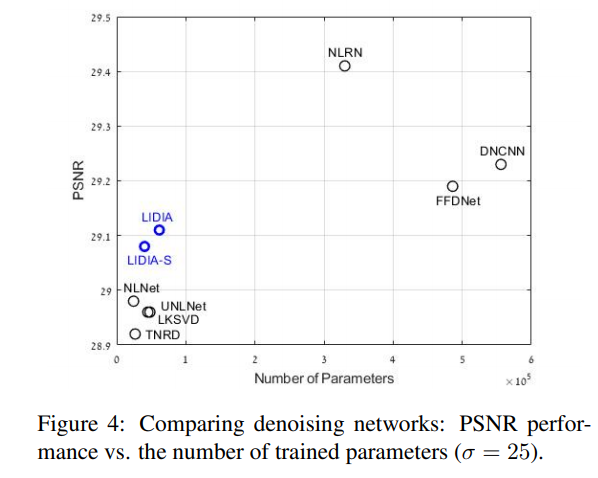 29.5
29.4
29.3
29.2
29.1
29
28.9
PSNR
NLRN
DNCNN
FFDNet
LIDIA
LIDIA-S
NLNet
UNLNet
LKSVD
TNRD
0 1 2 3 4 5 6
Number of Parameters
× 10⁵
Figure 4: Comparing denoising networks: PSNR perfor-
mance vs. the number of trained parameters (σ = 25).